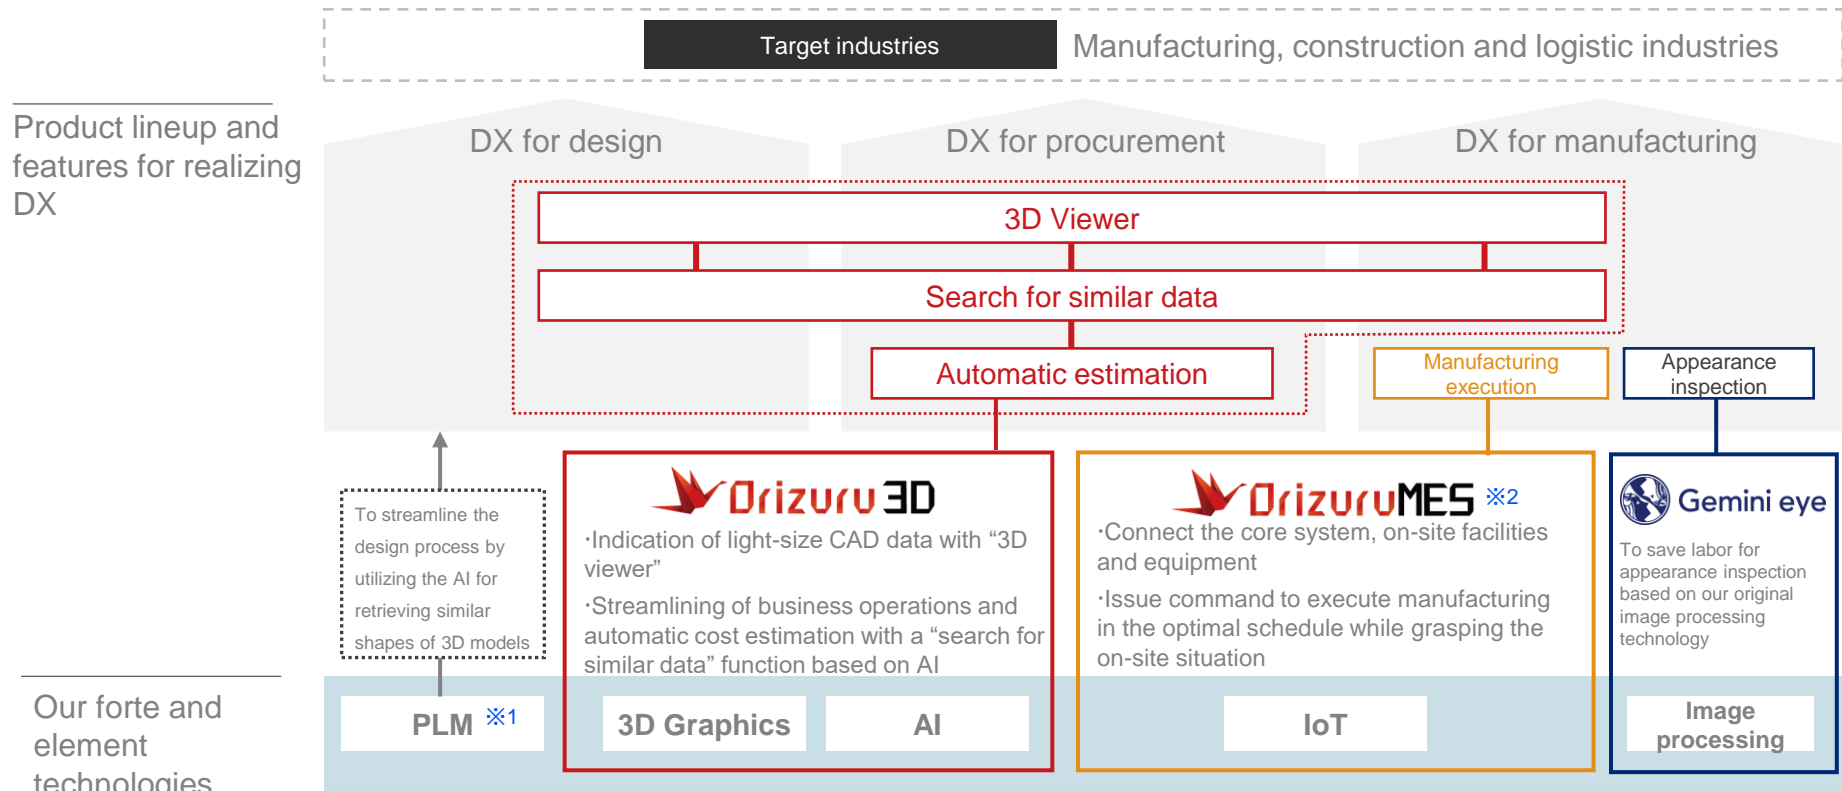 Target industries
Manufacturing, construction and logistic industries
Product lineup and
features for realizing
DX
DX for design
DX for procurement
DX for manufacturing
3D Viewer
Search for similar data
Automatic estimation
Manufacturing
execution
Appearance
inspection
To streamline the
design process by
utilizing the AI for
retrieving similar
shapes of 3D models
Orizuru 3D
·Indication of light-size CAD data with “3D
viewer”
·Streamlining of business operations and
automatic cost estimation with a “search for
similar data” function based on AI
OrizuruMES ※2
·Connect the core system, on-site facilities
and equipment
·Issue command to execute manufacturing
in the optimal schedule while grasping the
on-site situation
Gemini eye
To save labor for
appearance inspection
based on our original
image processing
technology
Our forte and
element
technologies
PLM ※1
3D Graphics
AI
IoT
Image
processing